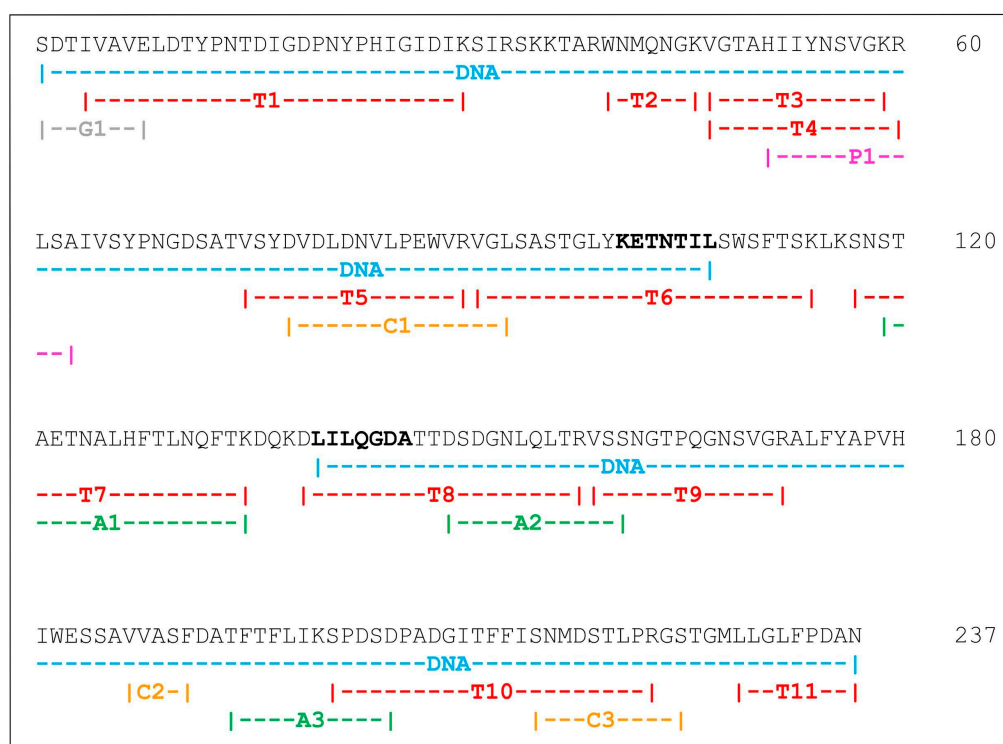 SDTIVAVELDTYPNTDIGDPNYPHIGIDIKSIRSKKTARWNMQNGKVGTAHIIYNSVGKR 60
DNA
T1 T2 T3
G1 T4
P1
LSAIVSYPNGDSATVSYDVDLDNVLPEWVRVGLSASTGLYKETNTILSWSFTSKLKSNST 120
DNA
T5 T6
C1
AETNALHFTLNQFTKDQKDLILQGDATTDSDGNLQLTRVSSNGTPQGNSVGRALFYAPVH 180
DNA
T7 T8 T9
A1 A2
IWESSAVVASFDATFTFLIKSPDSDPADGITFFISNMDSTLPRGSTGMLLGLFPDAN 237
DNA
C2 T10 T11
A3 C3